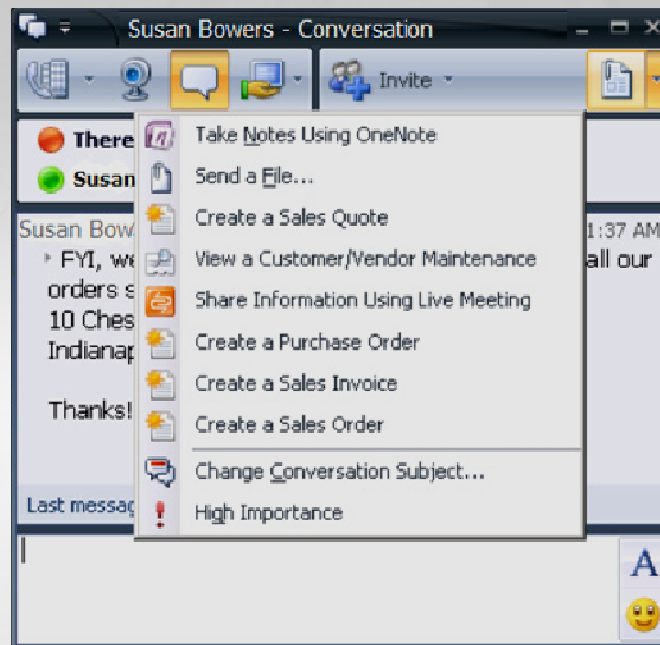 Susan Bowers - Conversation
Invite
There
Susan
Take Notes Using OneNote
Send a File...
Create a Sales Quote
View a Customer/Vendor Maintenance
Share Information Using Live Meeting
Create a Purchase Order
Create a Sales Invoice
Create a Sales Order
Change Conversation Subject...
High Importance
Susan Bow
1:37 AM
FYI, we
all our
orders s
10 Ches
Indianap
Thanks!
Last messag
A